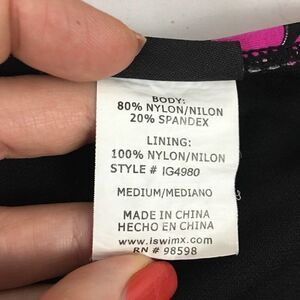 BODY:
80% NYLON/NILON
20% SPANDEX
LINING:
100% NYLON/NILON
STYLE # IG4980
MEDIUM/MEDIANO
MADE IN CHINA
HECHO EN CHINA
www.iswimx.com
RN # 98598